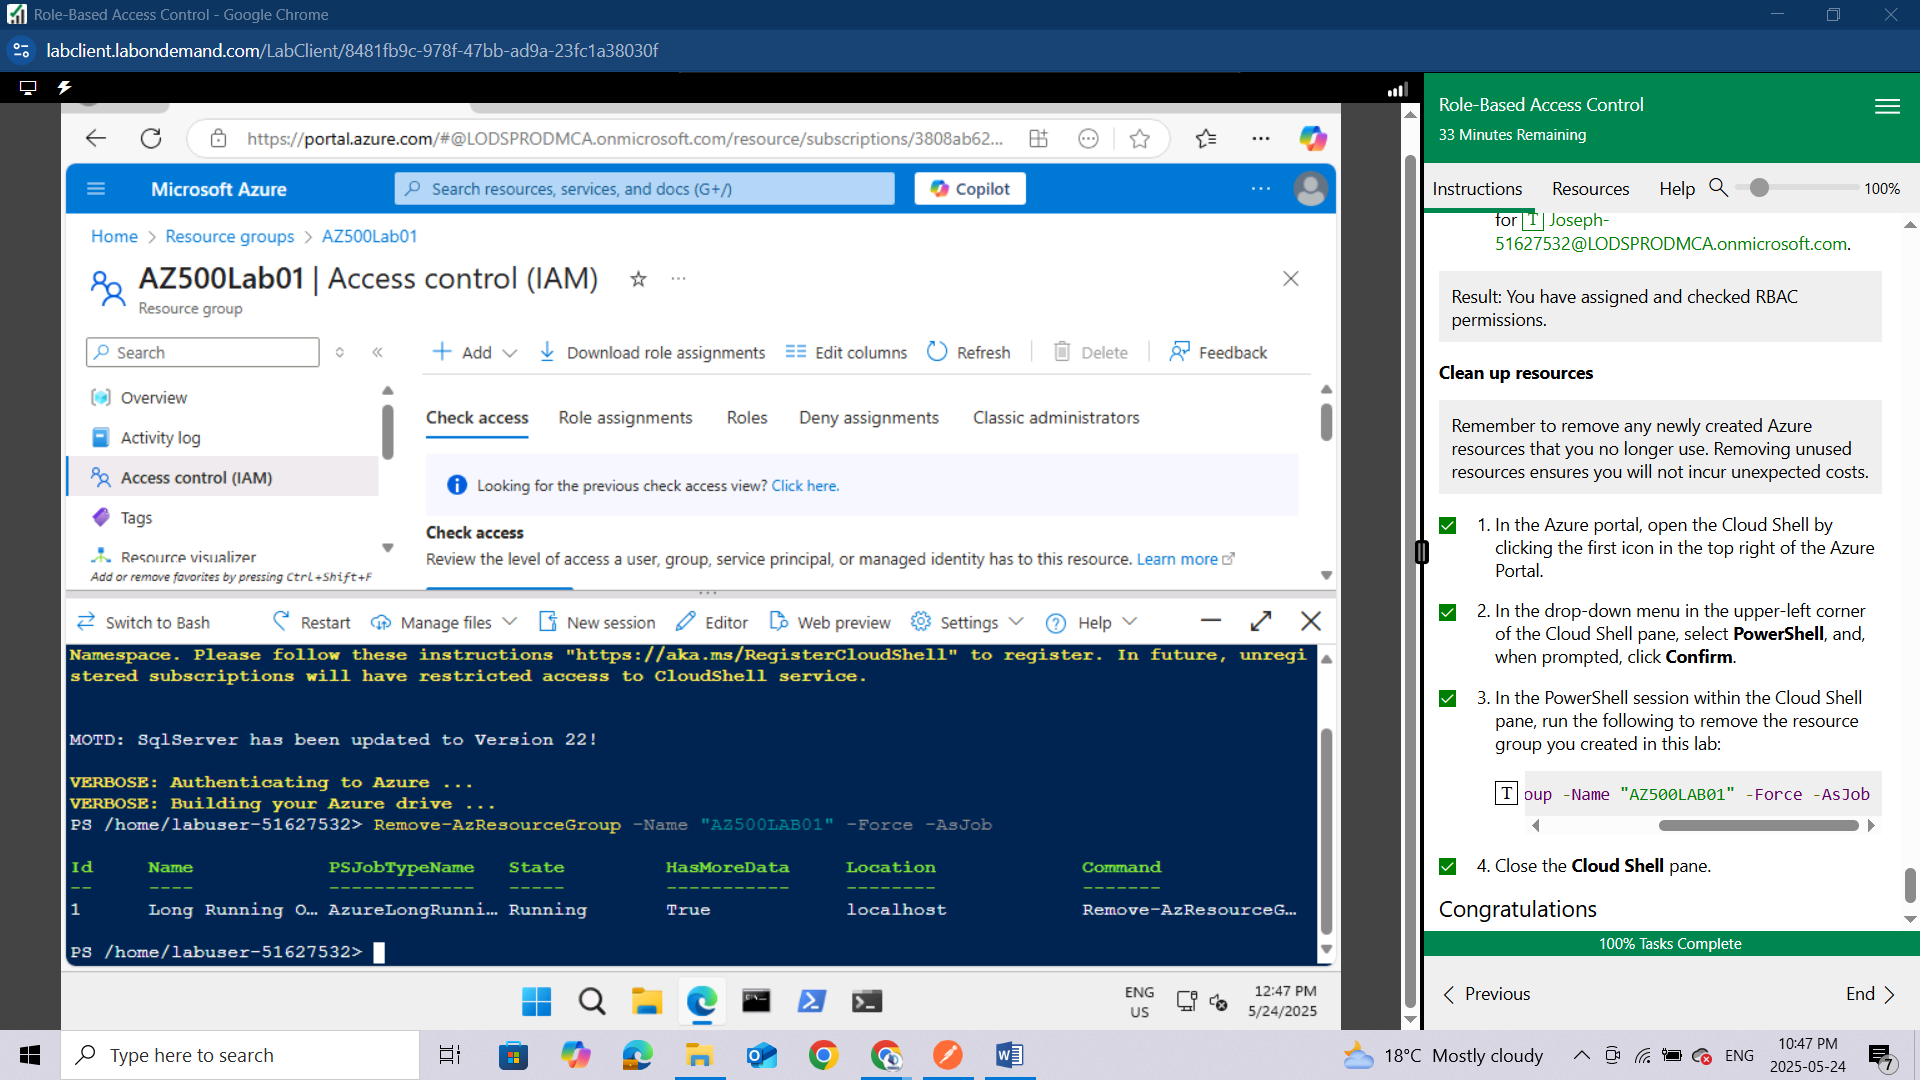 Role-Based Access Control - Google Chrome
labclient.labondemand.com/LabClient/8481fb9c-978f-47bb-ad9a-23fc1a38030f
https://portal.azure.com/#@LODSPRODMCA.onmicrosoft.com/resource/subscriptions/3808ab62...
Microsoft Azure
Search resources, services, and docs (G+/)
Copilot
Home > Resource groups > AZ500Lab01
AZ500Lab01 | Access control (IAM)
Resource group
Search
Add
Download role assignments
Edit columns
Refresh
Delete
Feedback
Overview
Activity log
Access control (IAM)
Tags
Resource visualizer
Add or remove favorites by pressing Ctrl+Shift+F
Check access
Role assignments
Roles
Deny assignments
Classic administrators
Looking for the previous check access view? Click here.
Check access
Review the level of access a user, group, service principal, or managed identity has to this resource. Learn more
Switch to Bash
Restart
Manage files
New session
Editor
Web preview
Settings
Help
Namespace. Please follow these instructions "https://aka.ms/RegisterCloudShell" to register. In future, unregi
stered subscriptions will have restricted access to CloudShell service.
MOTD: SqlServer has been updated to Version 22!
VERBOSE: Authenticating to Azure ...
VERBOSE: Building your Azure drive ...
PS /home/labuser-51627532> Remove-AzResourceGroup -Name "AZ500LAB01" -Force -AsJob
Id Name PSJobTypeName State HasMoreData Location Command
-- ---- ------------- ----- ----------- -------- -------
1 Long Running O… AzureLongRunni… Running True localhost Remove-AzResourceG…
PS /home/labuser-51627532>
ENG
US
12:47 PM
5/24/2025
Role-Based Access Control
33 Minutes Remaining
Instructions
Resources
Help
100%
for T Joseph-
51627532@LODSPRODMCA.onmicrosoft.com.
Result: You have assigned and checked RBAC
permissions.
Clean up resources
Remember to remove any newly created Azure
resources that you no longer use. Removing unused
resources ensures you will not incur unexpected costs.
1. In the Azure portal, open the Cloud Shell by
clicking the first icon in the top right of the Azure
Portal.
2. In the drop-down menu in the upper-left corner
of the Cloud Shell pane, select PowerShell, and,
when prompted, click Confirm.
3. In the PowerShell session within the Cloud Shell
pane, run the following to remove the resource
group you created in this lab:
T oup -Name "AZ500LAB01" -Force -AsJob
4. Close the Cloud Shell pane.
Congratulations
100% Tasks Complete
Previous
End
Type here to search
18°C Mostly cloudy
ENG
10:47 PM
2025-05-24
7